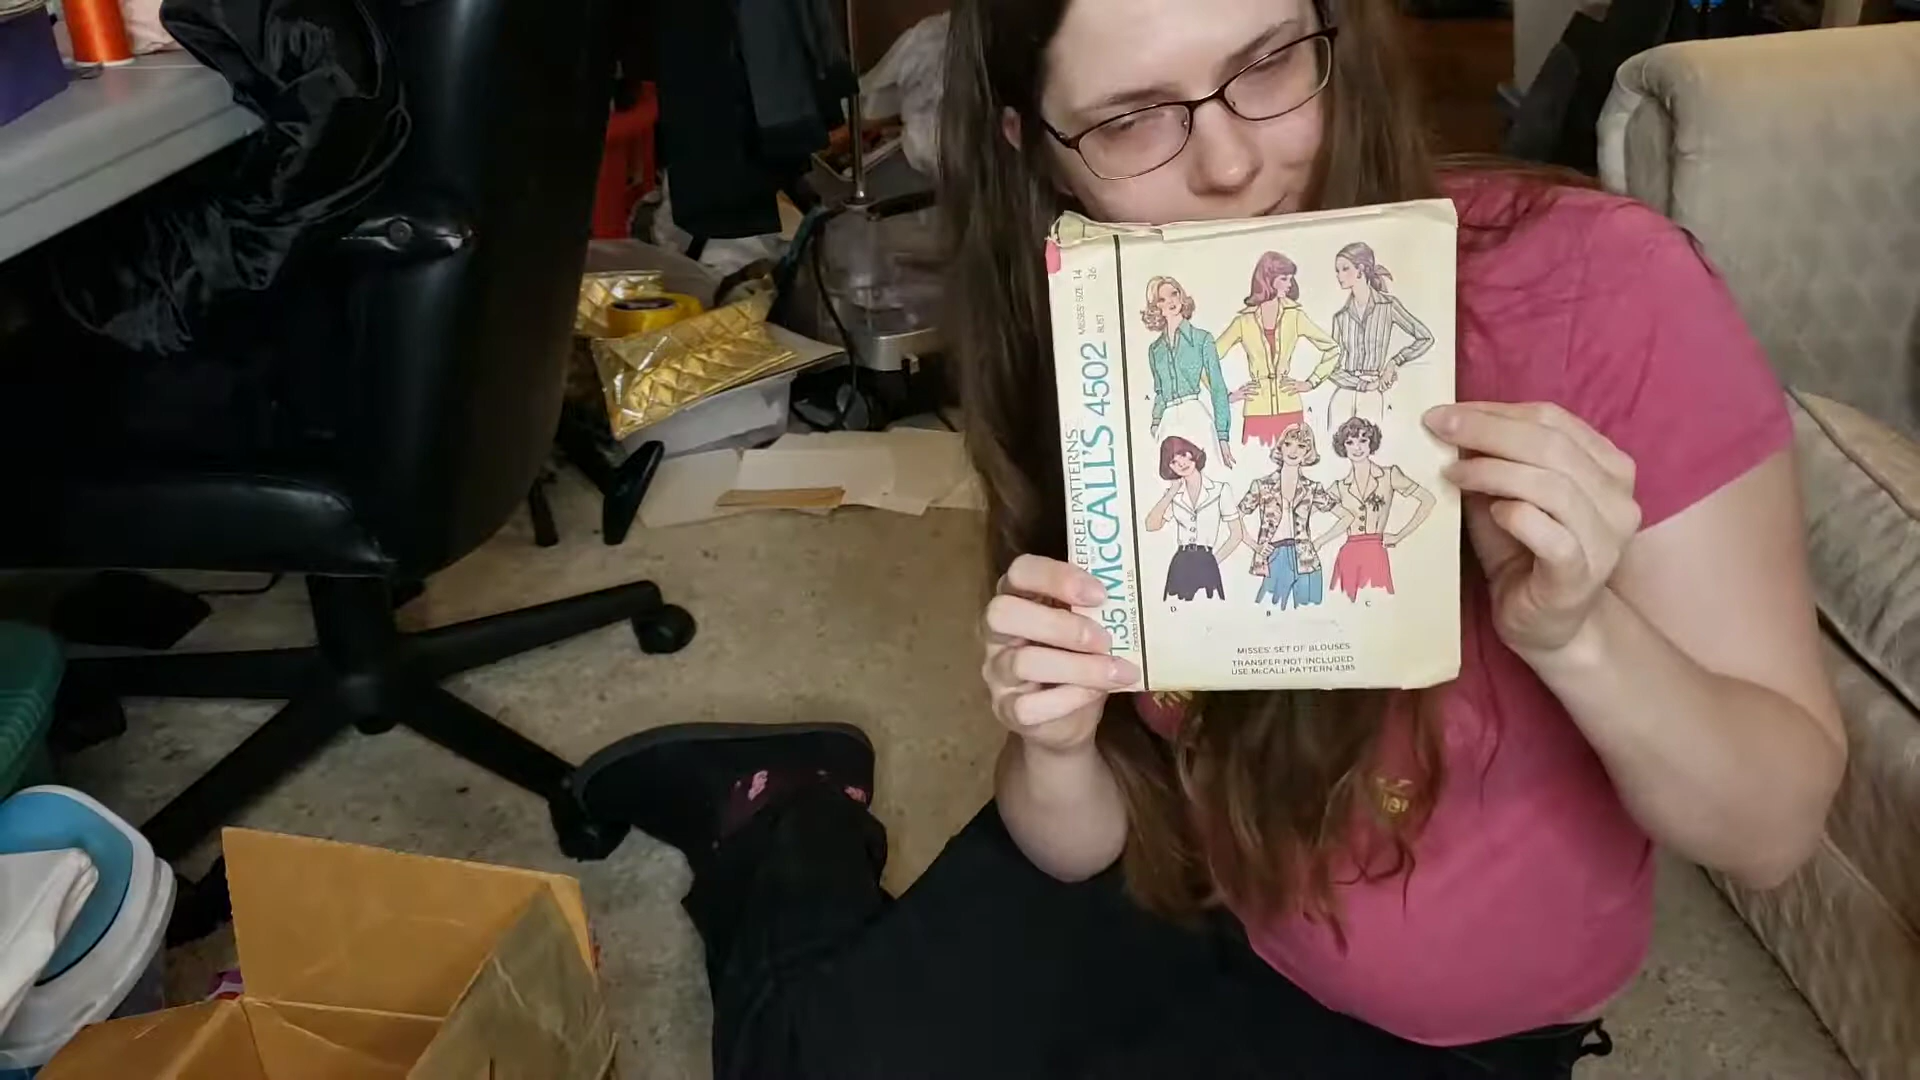 MISSES' SIZE 14
BUST 36
EFREE PATTERNS
1.35 McCALL'S 4502
A
A
A
D
B
C
MISSES' SET OF BLOUSES
TRANSFER NOT INCLUDED
USE McCALL PATTERN 4385